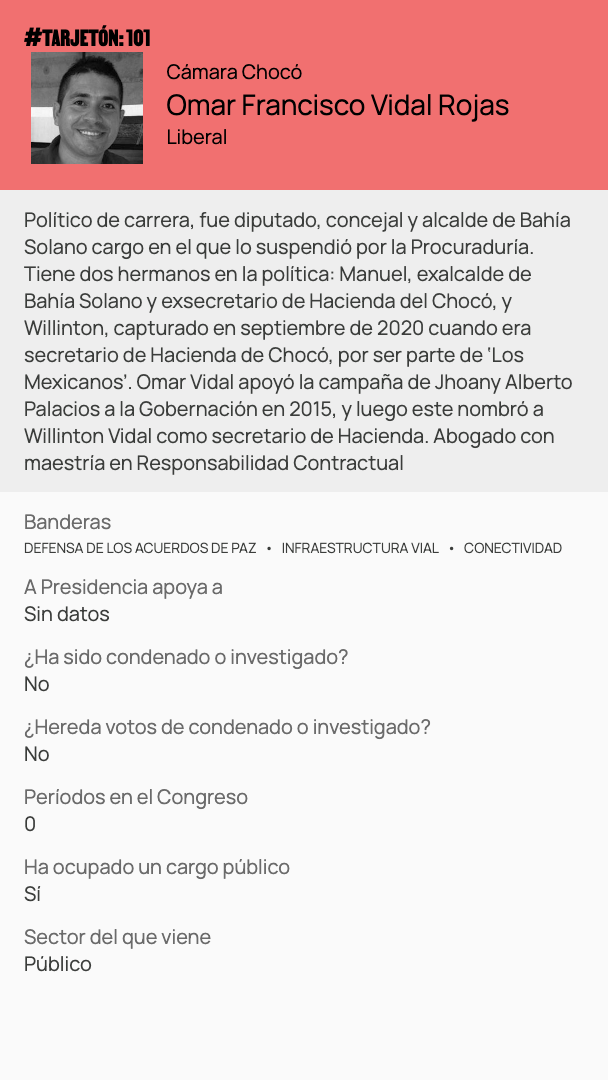 #TARJETÓN: 101
Cámara Chocó
Omar Francisco Vidal Rojas
Liberal
Político de carrera, fue diputado, concejal y alcalde de Bahía
Solano cargo en el que lo suspendió por la Procuraduría.
Tiene dos hermanos en la política: Manuel, exalcalde de
Bahía Solano y exsecretario de Hacienda del Chocó, y
Willinton, capturado en septiembre de 2020 cuando era
secretario de Hacienda de Chocó, por ser parte de ‘Los
Mexicanos’. Omar Vidal apoyó la campaña de Jhoany Alberto
Palacios a la Gobernación en 2015, y luego este nombró a
Willinton Vidal como secretario de Hacienda. Abogado con
maestría en Responsabilidad Contractual
Banderas
DEFENSA DE LOS ACUERDOS DE PAZ • INFRAESTRUCTURA VIAL • CONECTIVIDAD
A Presidencia apoya a
Sin datos
¿Ha sido condenado o investigado?
No
¿Hereda votos de condenado o investigado?
No
Períodos en el Congreso
0
Ha ocupado un cargo público
Sí
Sector del que viene
Público